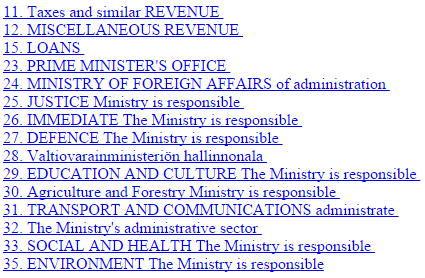 11. Taxes and similar REVENUE
12. MISCELLANEOUS REVENUE
15. LOANS
23. PRIME MINISTER'S OFFICE
24. MINISTRY OF FOREIGN AFFAIRS of administration
25. JUSTICE Ministry is responsible
26. IMMEDIATE The Ministry is responsible
27. DEFENCE The Ministry is responsible
28. Valtiovarainministeriön hallinnonala
29. EDUCATION AND CULTURE The Ministry is responsible
30. Agriculture and Forestry Ministry is responsible
31. TRANSPORT AND COMMUNICATIONS administrate
32. The Ministry's administrative sector
33. SOCIAL AND HEALTH The Ministry is responsible
35. ENVIRONMENT The Ministry is responsible